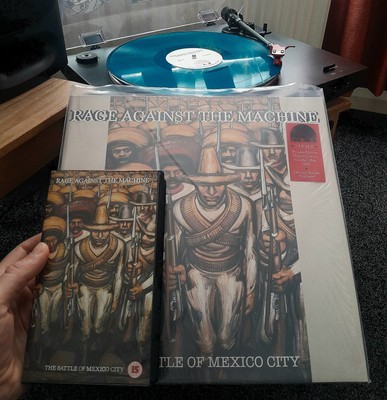 RAGE AGAINST THE MACHINE
RAGE AGAINST THE MACHINE
THE BATTLE OF MEXICO CITY
15
TLE OF MEXICO CITY